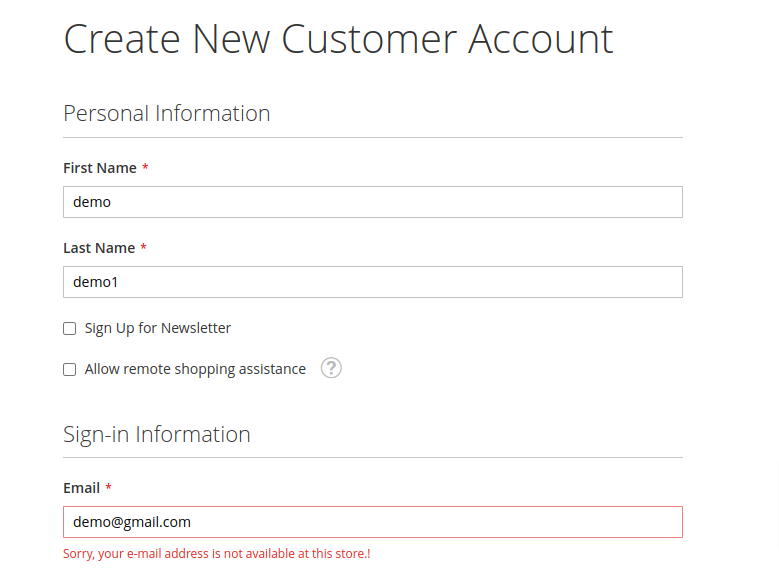 Create New Customer Account
Personal Information
First Name *
demo
Last Name *
demo1
Sign Up for Newsletter
Allow remote shopping assistance ?
Sign-in Information
Email *
demo@gmail.com
Sorry, your e-mail address is not available at this store.!